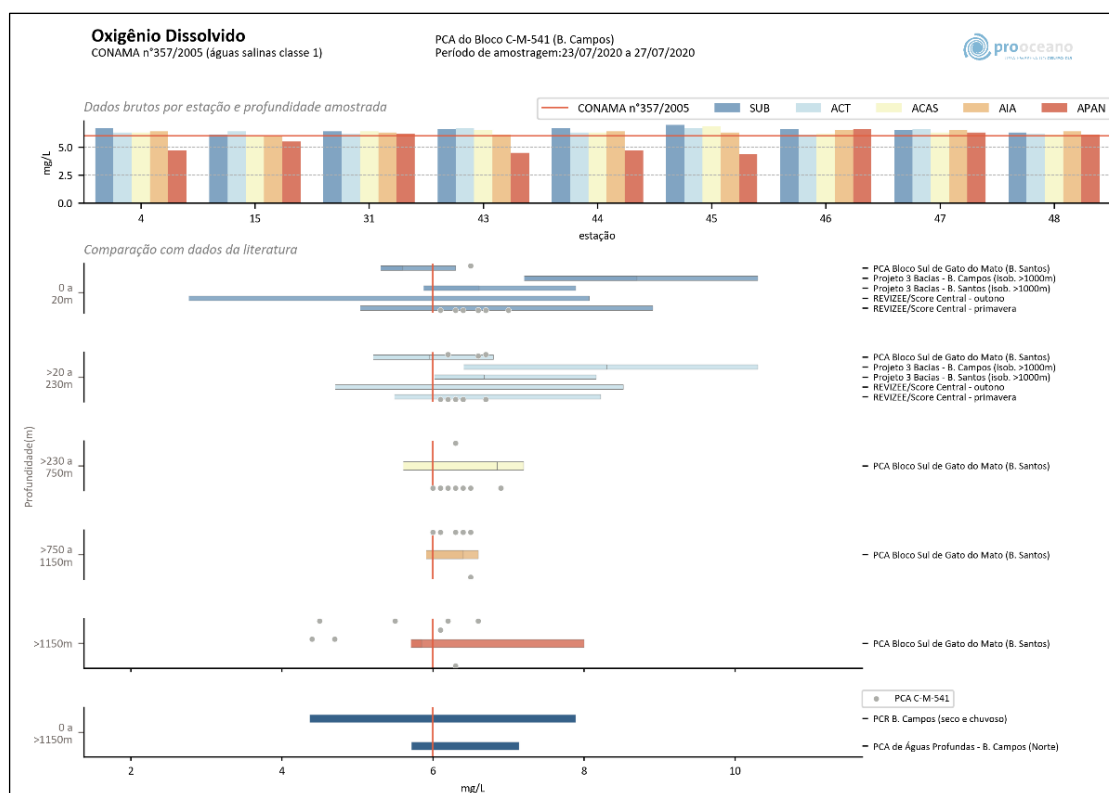 Oxigênio Dissolvido
CONAMA n°357/2005 (águas salinas classe 1)
PCA do Bloco C-M-541 (B. Campos)
Período de amostragem:23/07/2020 a 27/07/2020
prooceano
Dados brutos por estação e profundidade amostrada
CONAMA n°357/2005 SUB ACT ACAS AIA APAN
mg/L
5.0
2.5
0.0
4 15 31 43 44 45 46 47 48
estação
Comparação com dados da literatura
Profundidade(m)
0 a
20m
PCA Bloco Sul de Gato do Mato (B. Santos)
Projeto 3 Bacias - B. Campos (isob. >1000m)
Projeto 3 Bacias - B. Santos (isob. >1000m)
REVIZEE/Score Central - outono
REVIZEE/Score Central - primavera
>20 a
230m
PCA Bloco Sul de Gato do Mato (B. Santos)
Projeto 3 Bacias - B. Campos (isob. >1000m)
Projeto 3 Bacias - B. Santos (isob. >1000m)
REVIZEE/Score Central - outono
REVIZEE/Score Central - primavera
>230 a
750m
PCA Bloco Sul de Gato do Mato (B. Santos)
>750 a
1150m
PCA Bloco Sul de Gato do Mato (B. Santos)
>1150m
PCA Bloco Sul de Gato do Mato (B. Santos)
PCA C-M-541
0 a
>1150m
PCR B. Campos (seco e chuvoso)
PCA de Águas Profundas - B. Campos (Norte)
2 4 6 8 10
mg/L